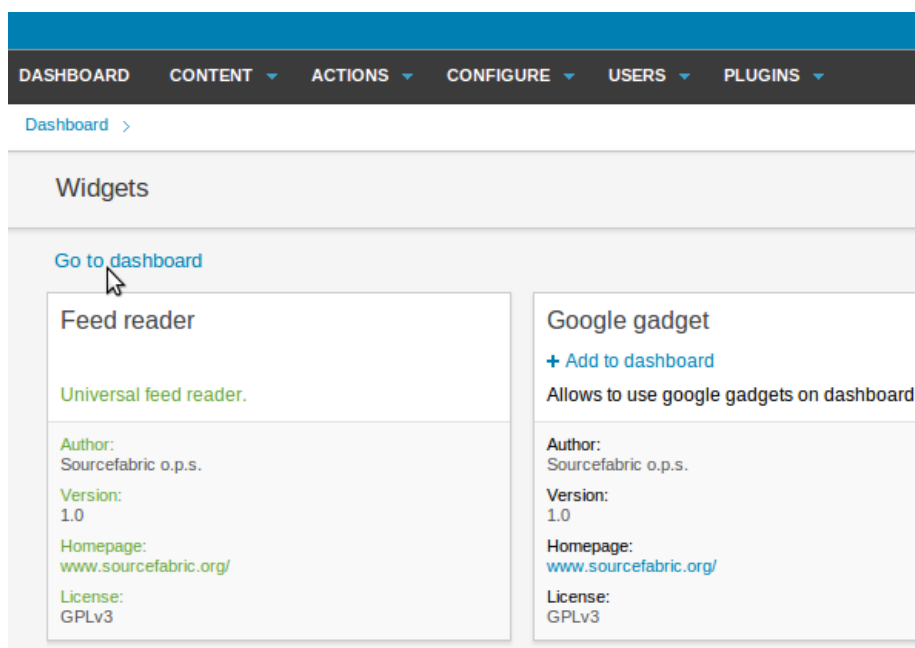 DASHBOARD CONTENT ACTIONS CONFIGURE USERS PLUGINS
Dashboard >
Widgets
Go to dashboard
Feed reader
Universal feed reader.
Author:
Sourcefabric o.p.s.
Version:
1.0
Homepage:
www.sourcefabric.org/
License:
GPLv3
Google gadget
+ Add to dashboard
Allows to use google gadgets on dashboard
Author:
Sourcefabric o.p.s.
Version:
1.0
Homepage:
www.sourcefabric.org/
License:
GPLv3